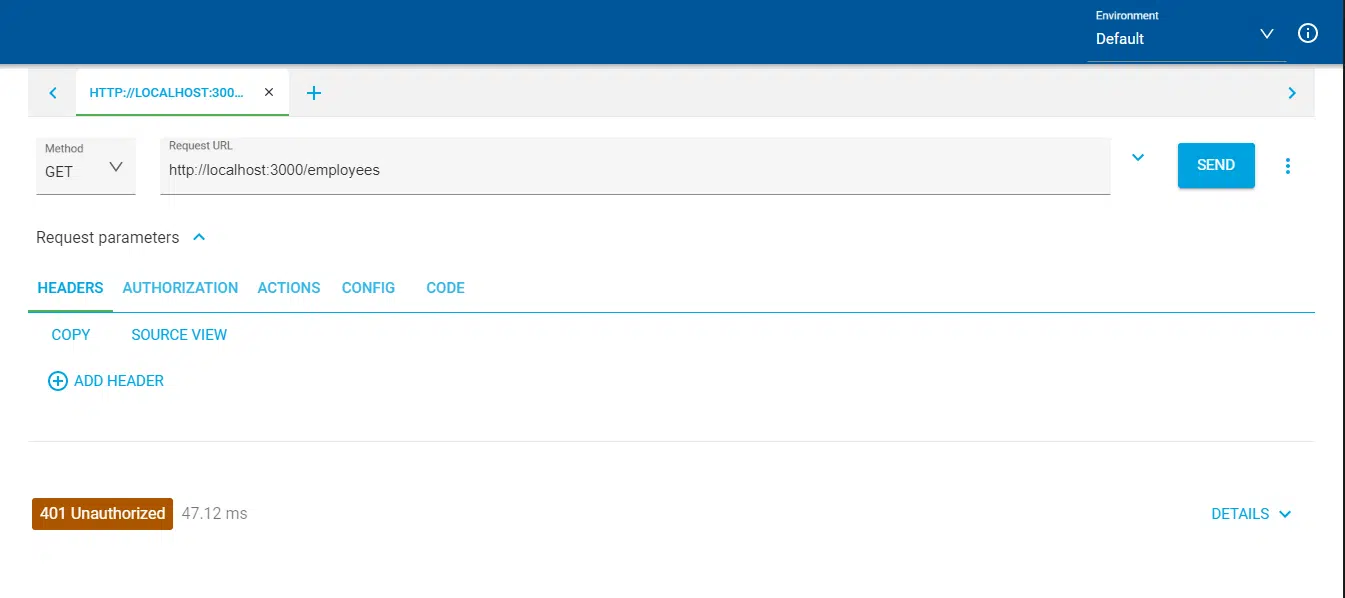 Environment
Default
HTTP://LOCALHOST:300...
Method
GET
Request URL
http://localhost:3000/employees
SEND
Request parameters
HEADERS AUTHORIZATION ACTIONS CONFIG CODE
COPY SOURCE VIEW
ADD HEADER
401 Unauthorized 47.12 ms DETAILS